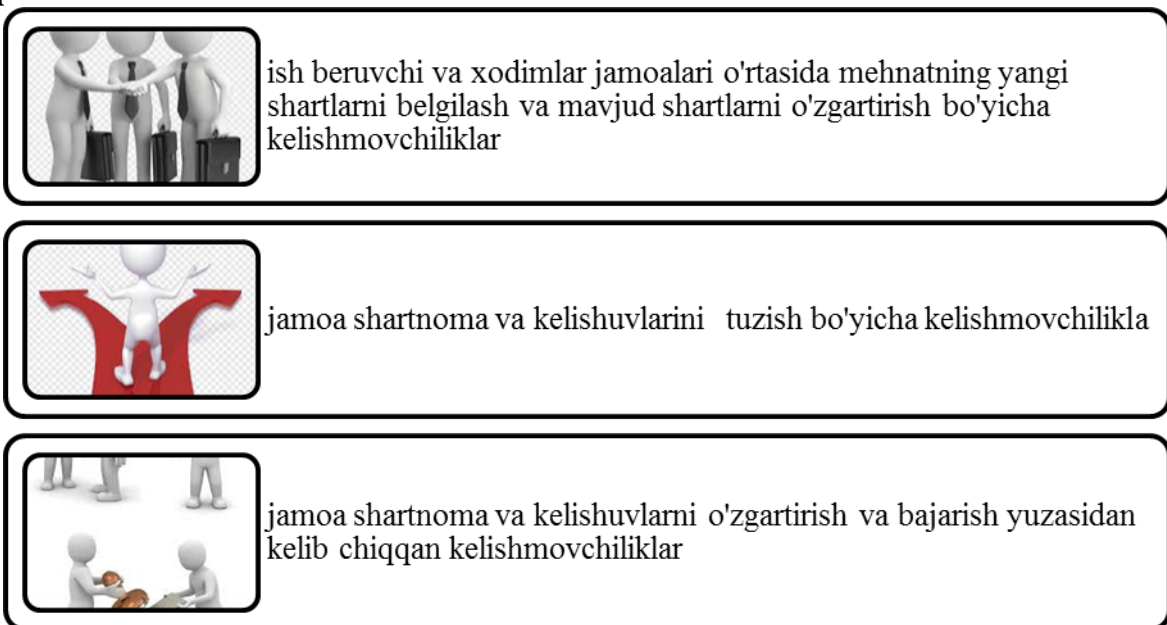 ish beruvchi va xodimlar jamoalari o'rtasida mehnatning yangi
shartlarni belgilash va mavjud shartlarni o'zgartirish bo'yicha
kelishmovchiliklar
jamoa shartnoma va kelishuvlarini tuzish bo'yicha kelishmovchilikla
jamoa shartnoma va kelishuvlarni o'zgartirish va bajarish yuzasidan
kelib chiqqan kelishmovchiliklar